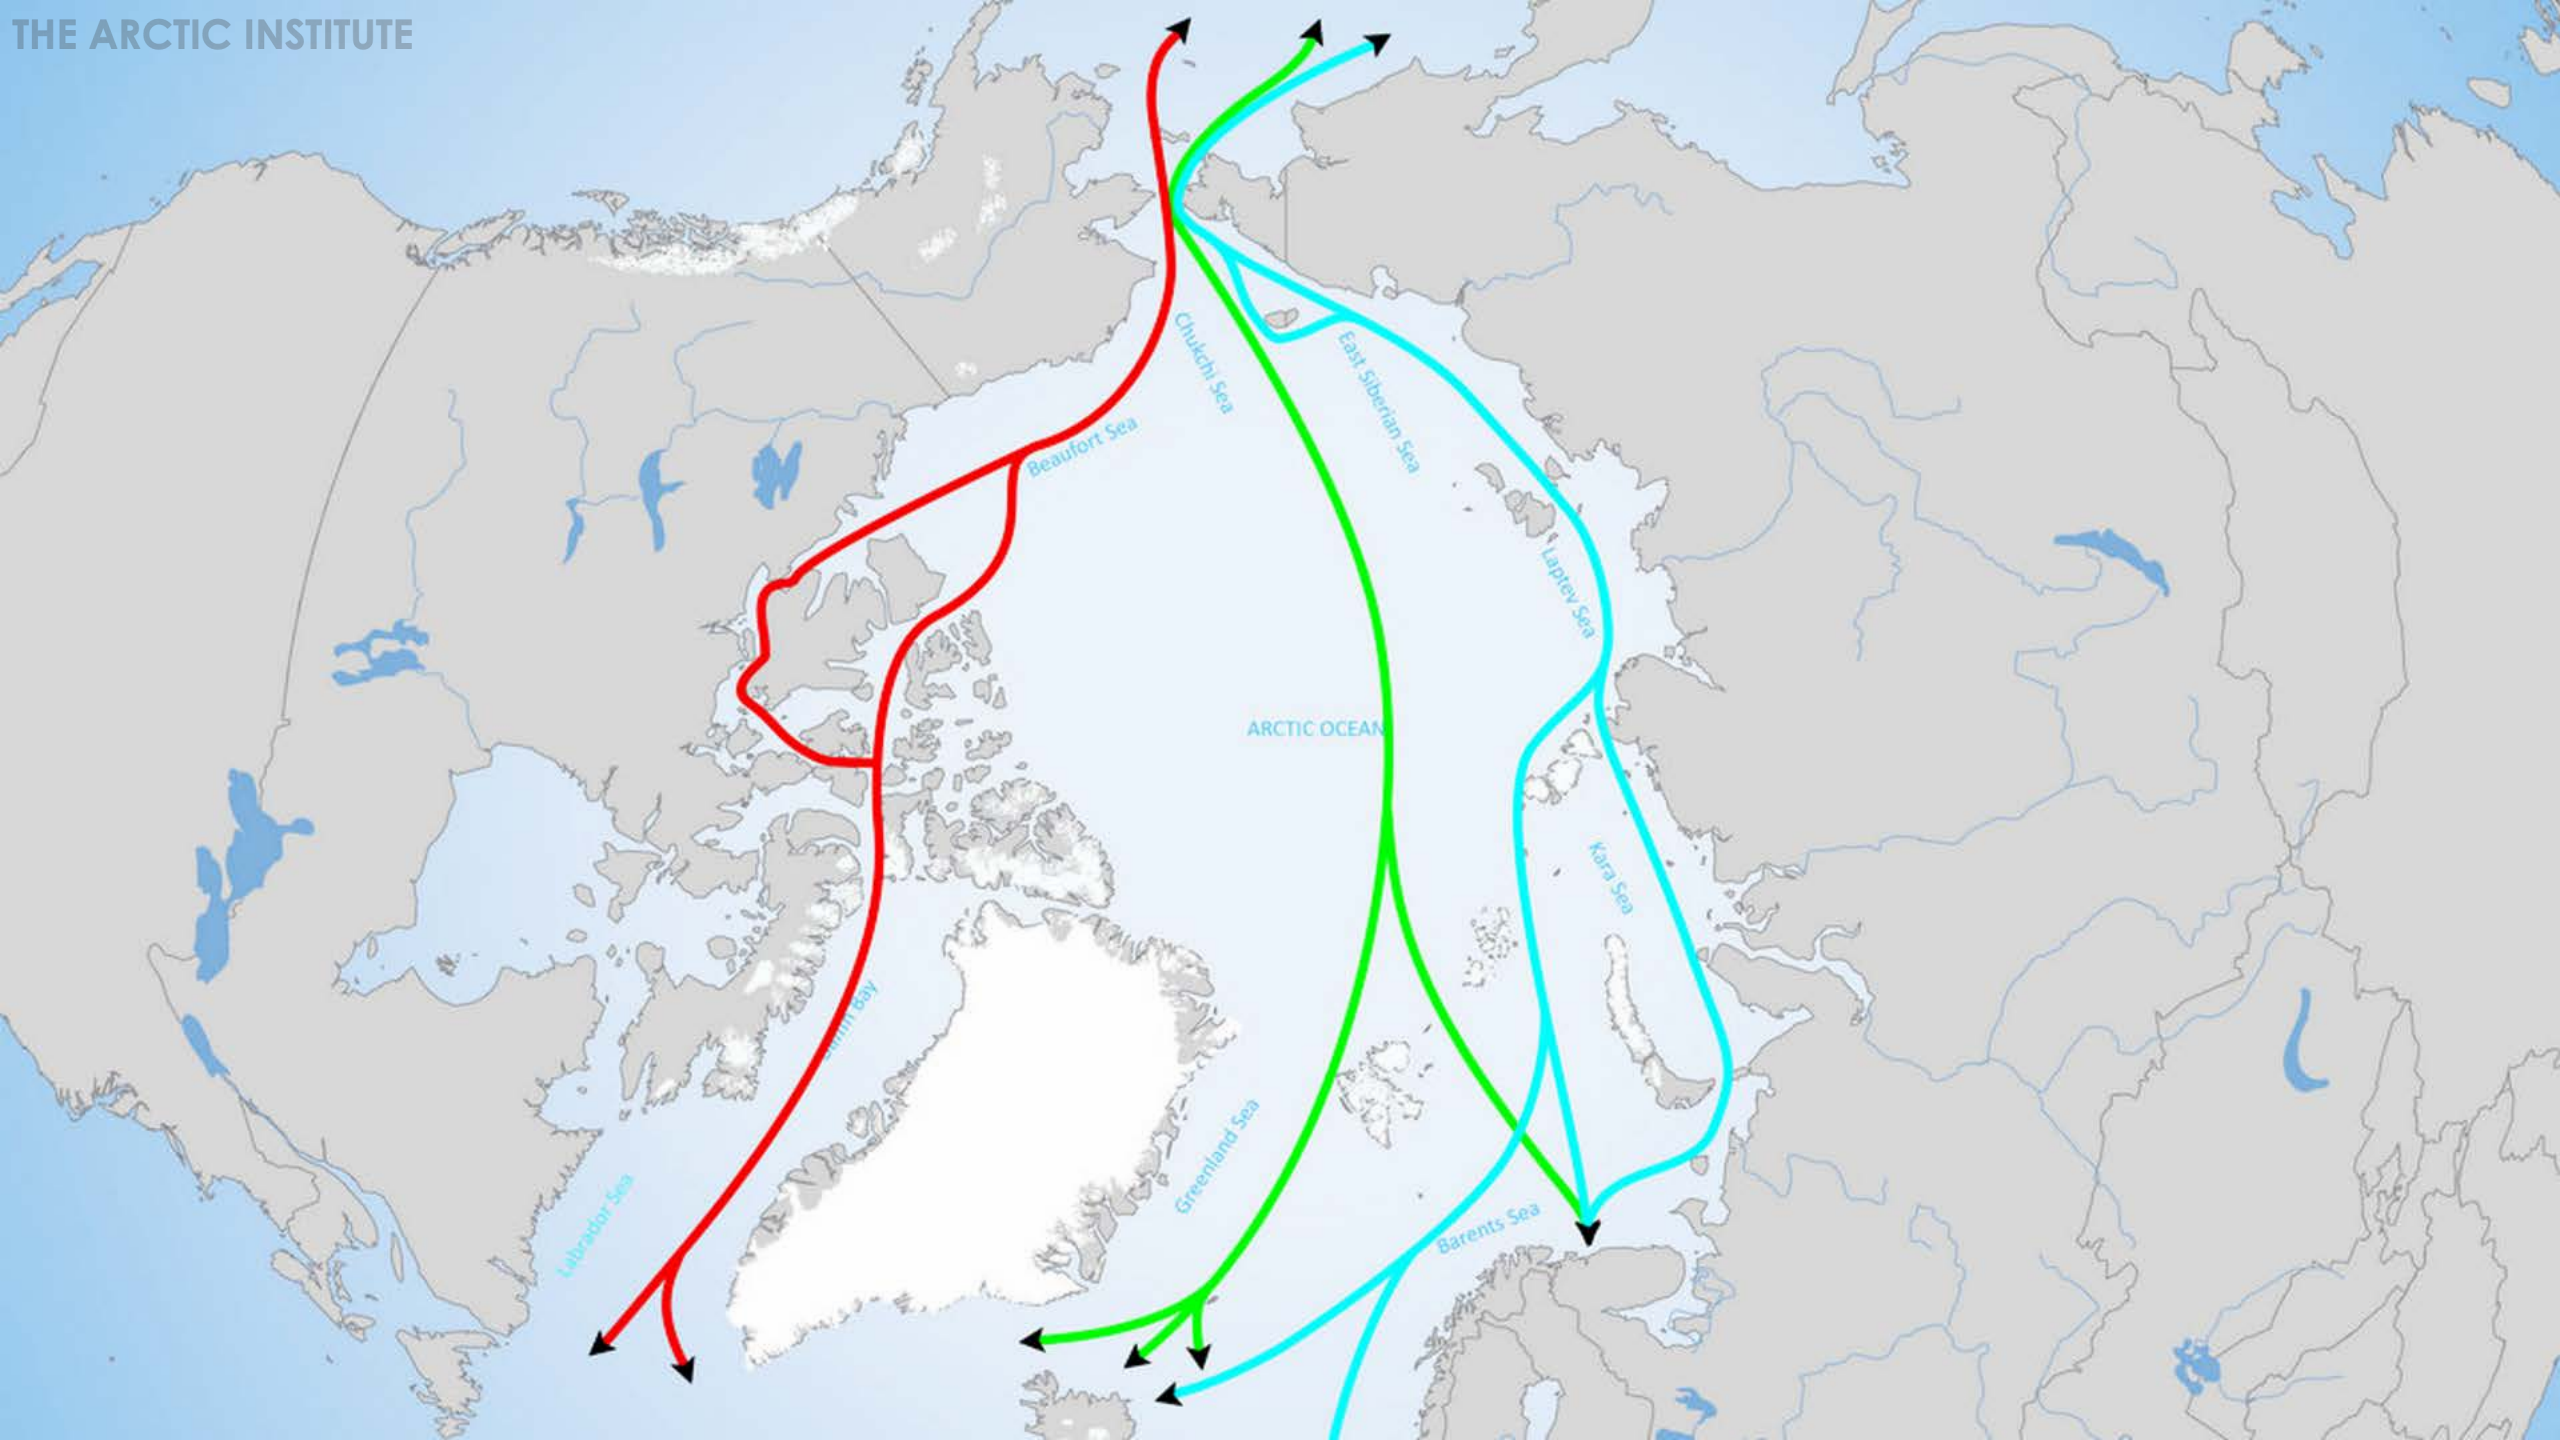 THE ARCTIC INSTITUTE
Chukchi Sea
East Siberian Sea
Beaufort Sea
Laptev Sea
ARCTIC OCEAN
Kara Sea
Bay
Greenland Sea
Labrador Sea
Barents Sea